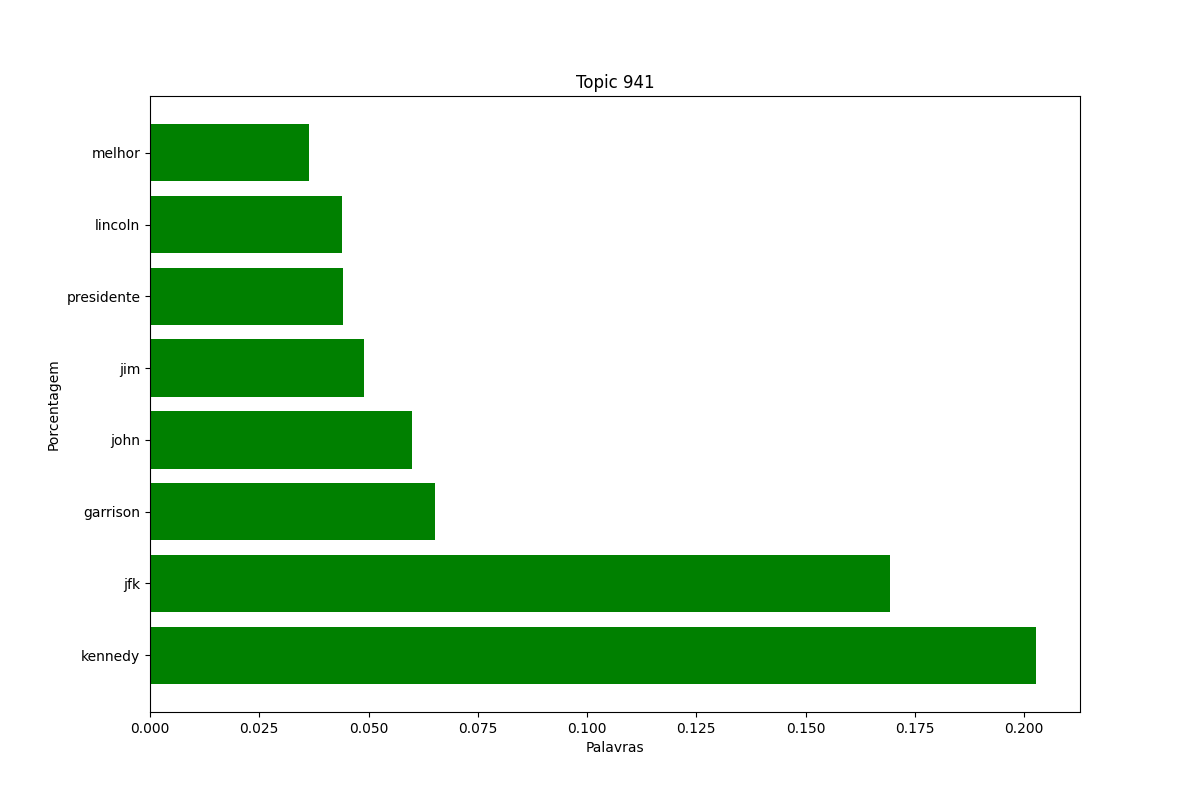 Topic 941
melhor
lincoln
presidente
jim
john
garrison
jfk
kennedy
Porcentagem
0.000 0.025 0.050 0.075 0.100 0.125 0.150 0.175 0.200
Palavras